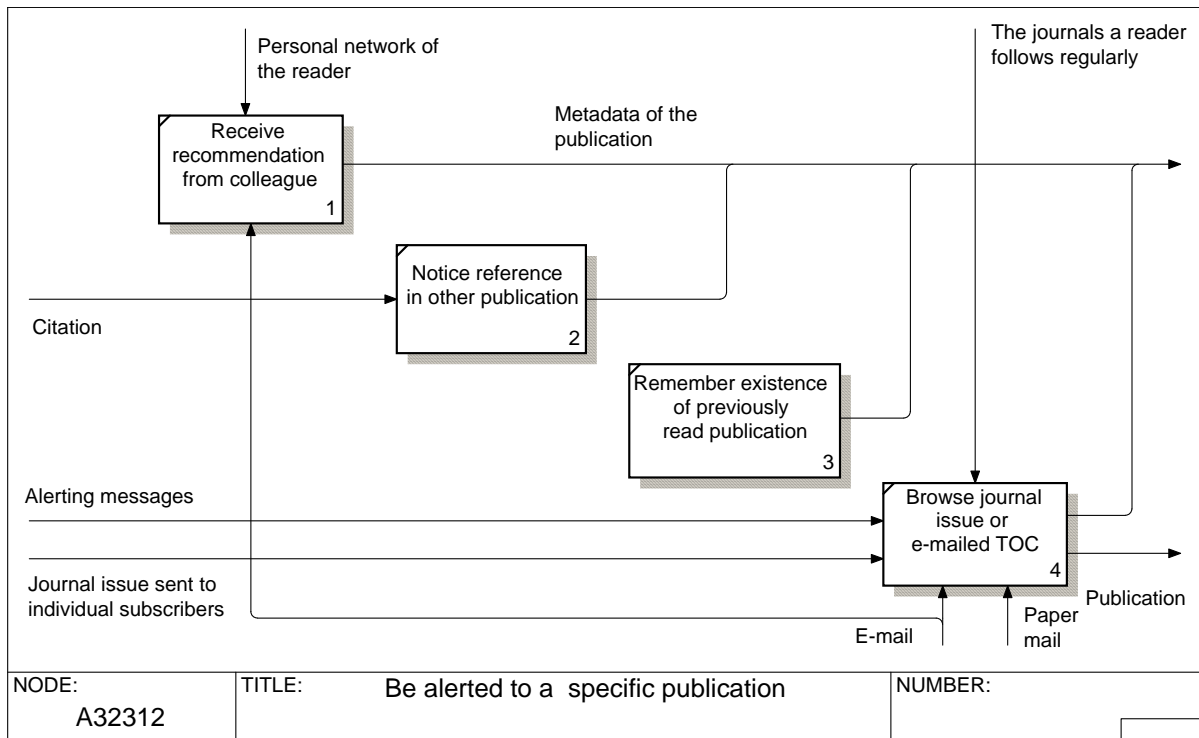 Personal network of
the reader
The journals a reader
follows regularly
Metadata of the
publication
Receive
recommendation
from colleague
1
Notice reference
in other publication
2
Citation
Remember existence
of previously
read publication
3
Alerting messages
Browse journal
issue or
e-mailed TOC
4
Journal issue sent to
individual subscribers
Publication
E-mail
Paper
mail
NODE:
A32312
TITLE:
Be alerted to a specific publication
NUMBER: